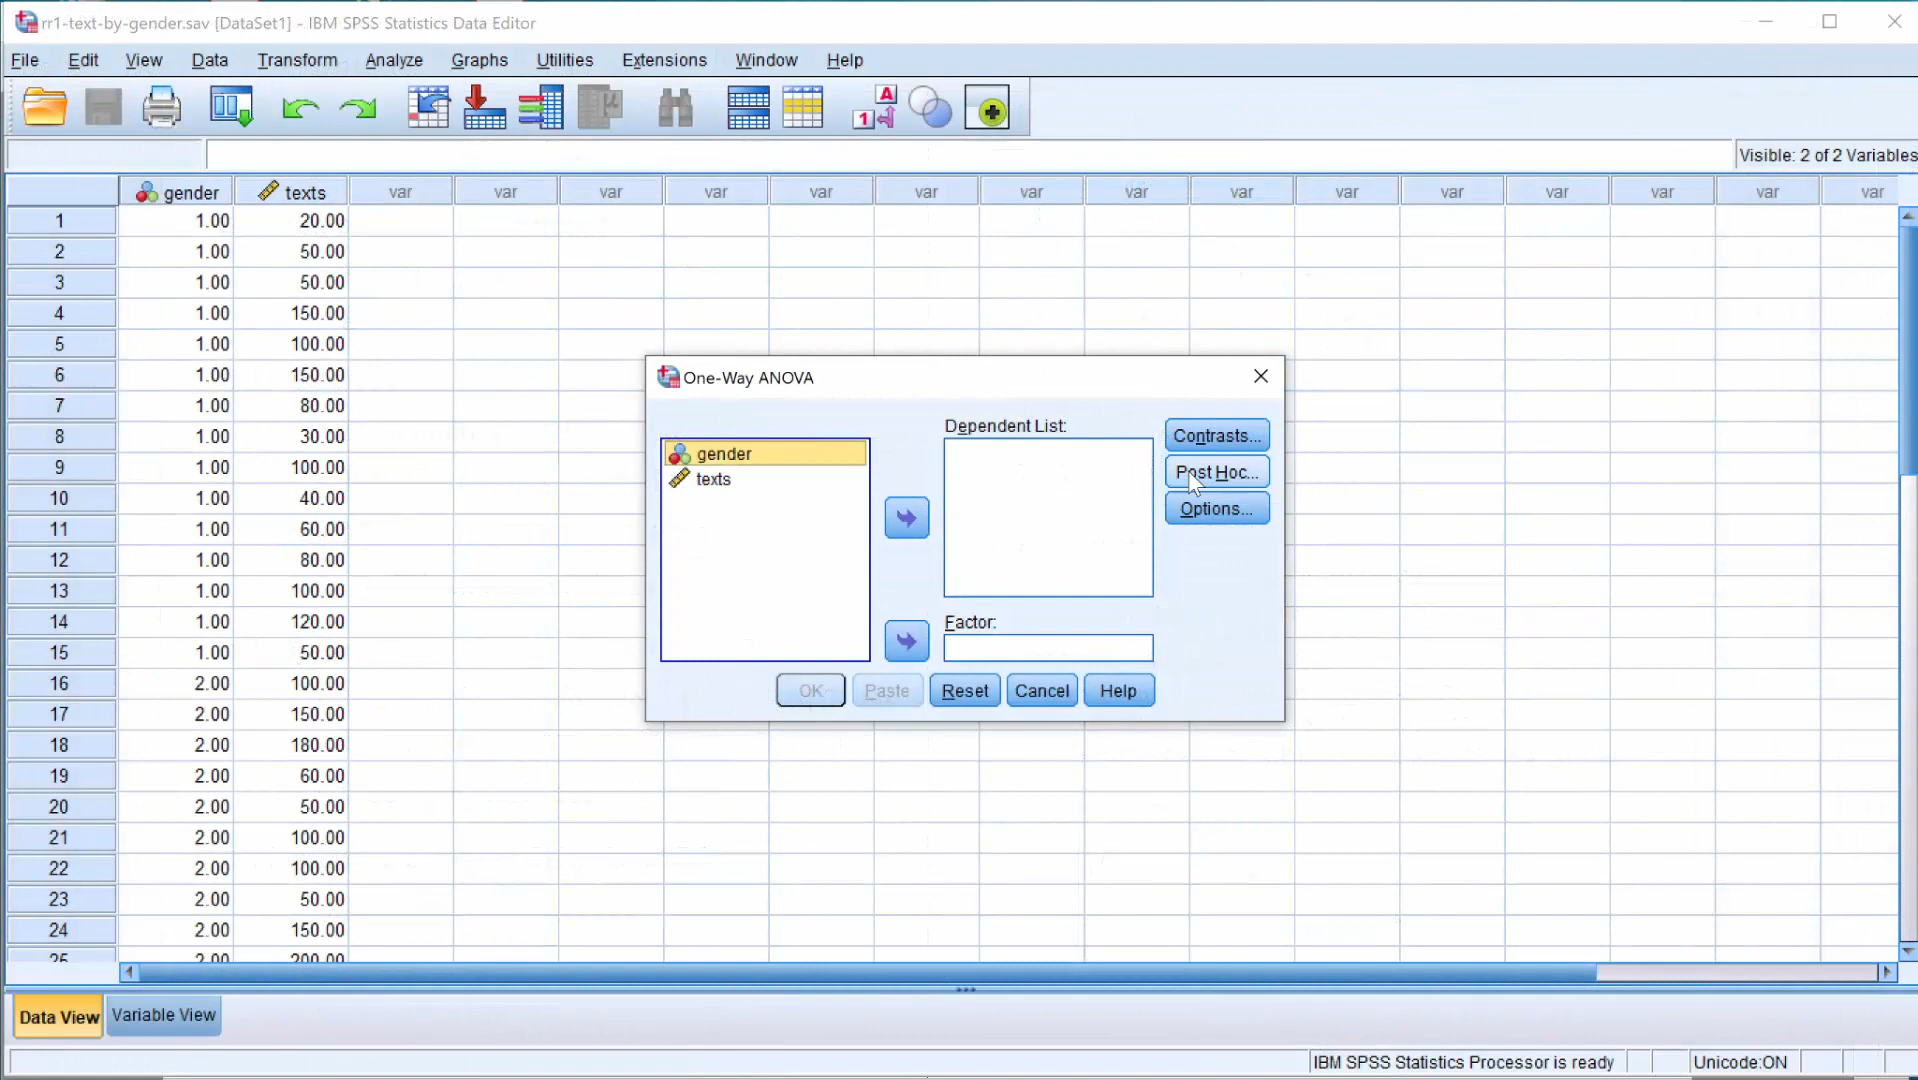 rr1-text-by-gender.sav [DataSet1] - IBM SPSS Statistics Data Editor
File Edit View Data Transform Analyze Graphs Utilities Extensions Window Help
A
1
µ
Visible: 2 of 2 Variables
gender texts var var var var var var var var var var var var var var var
1 1.00 20.00
2 1.00 50.00
3 1.00 50.00
4 1.00 150.00
5 1.00 100.00
6 1.00 150.00
7 1.00 80.00
8 1.00 30.00
9 1.00 100.00
10 1.00 40.00
11 1.00 60.00
12 1.00 80.00
13 1.00 100.00
14 1.00 120.00
15 1.00 50.00
16 2.00 100.00
17 2.00 150.00
18 2.00 180.00
19 2.00 60.00
20 2.00 50.00
21 2.00 100.00
22 2.00 100.00
23 2.00 50.00
24 2.00 150.00
25 2.00 200.00
One-Way ANOVA
gender
texts
Dependent List:
Factor:
Contrasts...
Post Hoc...
Options...
OK Paste Reset Cancel Help
Data View Variable View
IBM SPSS Statistics Processor is ready Unicode:ON